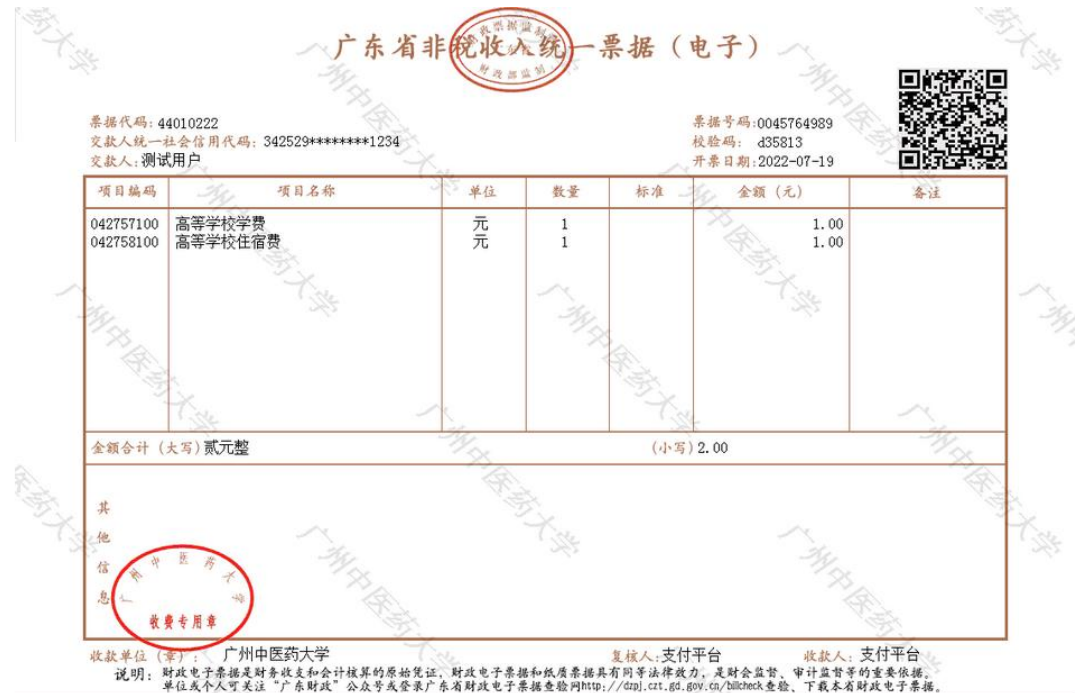 广东省非税收入统一票据（电子）
票据代码：44010222
票据号码:0045764989
交款人统一社会信用代码：342529********1234
校验码：d35813
交款人:测试用户
开票日期:2022-07-19
项目编码 项目名称 单位 数量 标准 金额（元） 备注
042757100 高等学校学费 元 1 1.00
042758100 高等学校住宿费 元 1 1.00
金额合计（大写）贰元整 （小写）2.00
其他信息
广州中医药大学
收费专用章
收款单位（章）：广州中医药大学 复核人:支付平台 收款人：支付平台
说明：财政电子票据是财务收支和会计核算的原始凭证，财政电子票据和纸质票据具有同等法律效力，是财会监督、审计监督等的重要依据。
单位或个人可关注“广东财政”公众号或登录广东省财政电子票据查验网http://dzpj.czt.gd.gov.cn/billcheck查验、下载本省财政电子票据。
广州中医药大学